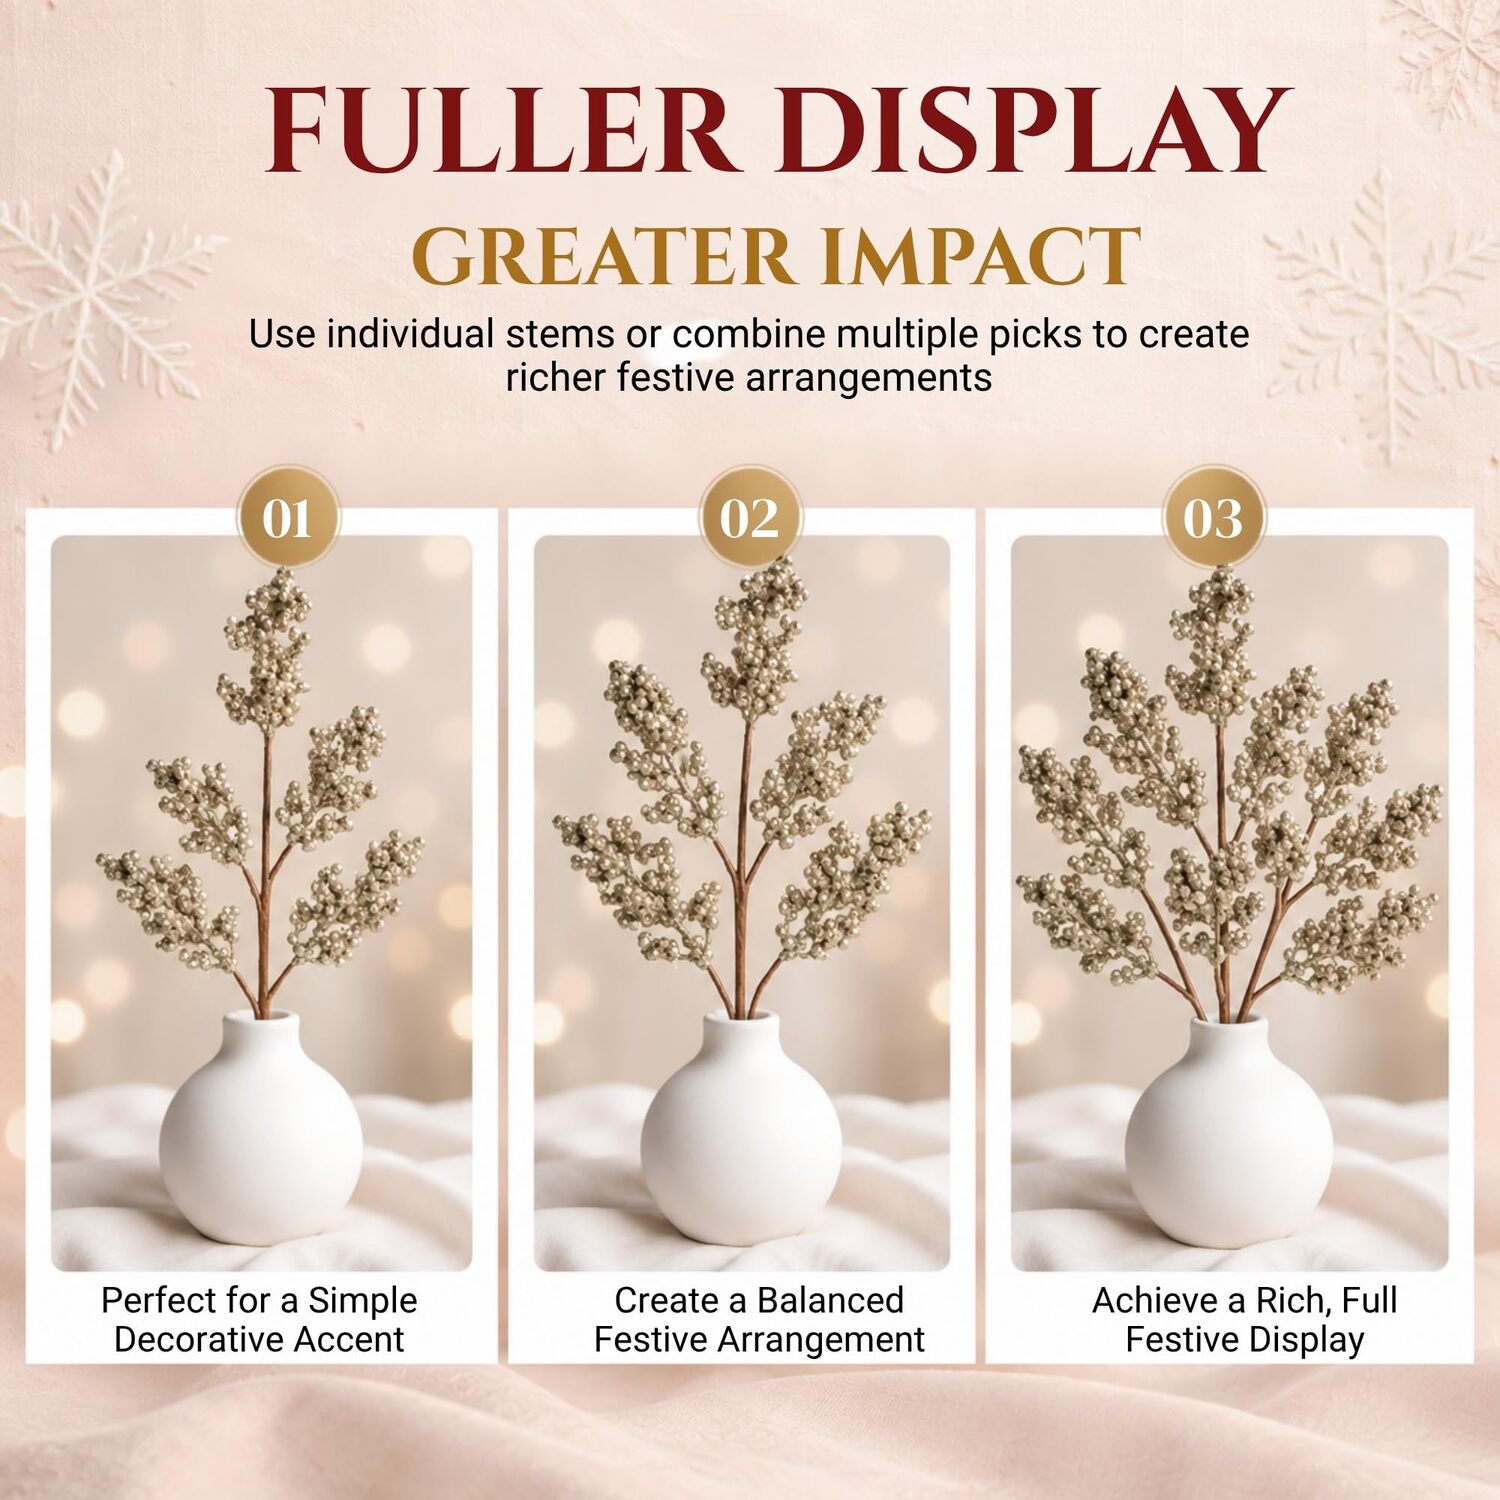 FULLER DISPLAY
GREATER IMPACT
Use individual stems or combine multiple picks to create
richer festive arrangements
01
02
03
Perfect for a Simple
Decorative Accent
Create a Balanced
Festive Arrangement
Achieve a Rich, Full
Festive Display